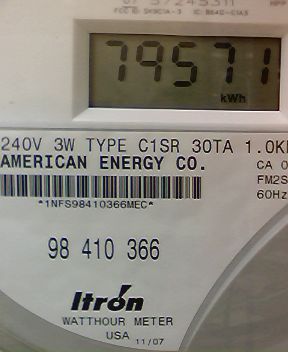 79571
kWh
240V 3W TYPE C1SR 30TA 1.0K
AMERICAN ENERGY CO.
CA 0
FM2S
60Hz
*1NFS98410366MEC*
98 410 366
Itron
WATTHOUR METER
USA 11/07